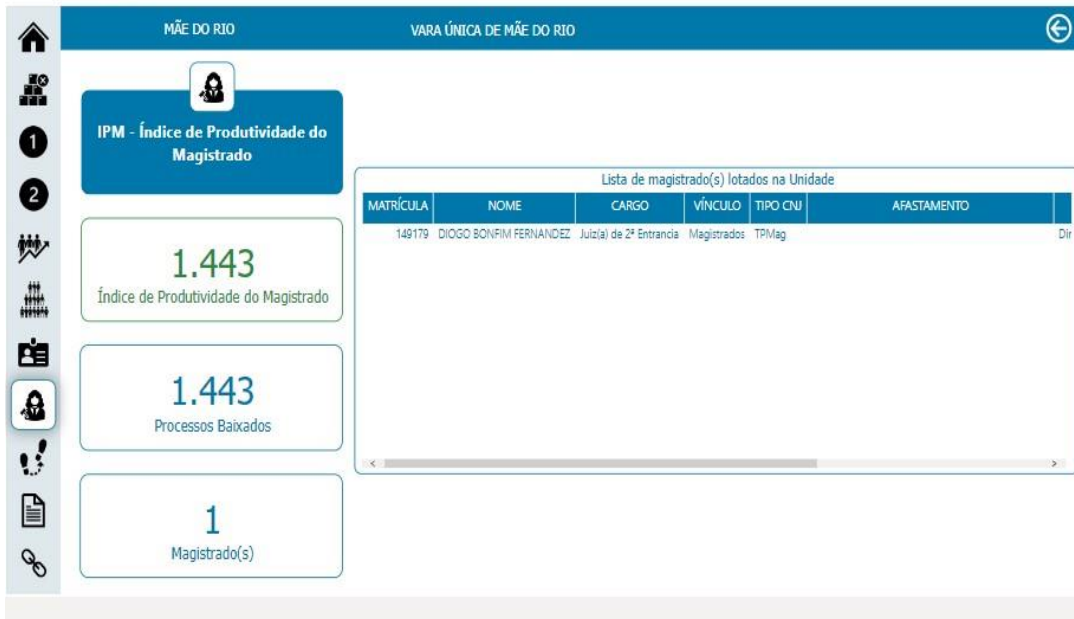 MÃE DO RIO
VARA ÚNICA DE MÃE DO RIO
1
2
IPM - Índice de Produtividade do
Magistrado
1.443
Índice de Produtividade do Magistrado
1.443
Processos Baixados
1
Magistrado(s)
Lista de magistrado(s) lotados na Unidade
MATRÍCULA NOME CARGO VÍNCULO TIPO CNJ AFASTAMENTO
149179 DIOGO BONFIM FERNANDEZ Juiz(a) de 2ª Entrancia Magistrados TPMag Dir